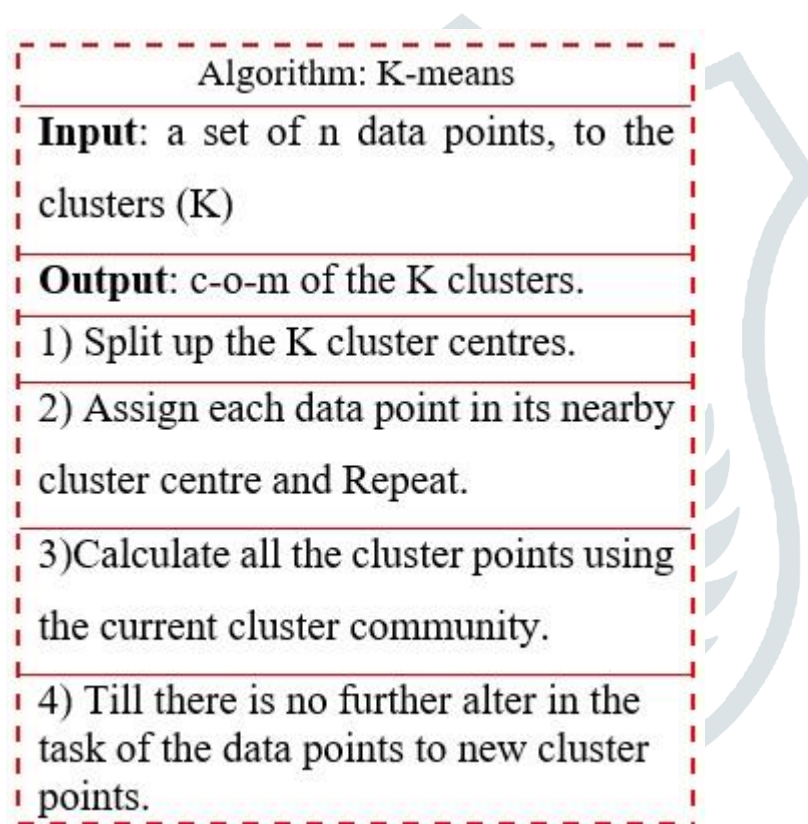 Algorithm: K-means
Input: a set of n data points, to the
clusters (K)
Output: c-o-m of the K clusters.
1) Split up the K cluster centres.
2) Assign each data point in its nearby
cluster centre and Repeat.
3)Calculate all the cluster points using
the current cluster community.
4) Till there is no further alter in the
task of the data points to new cluster
points.